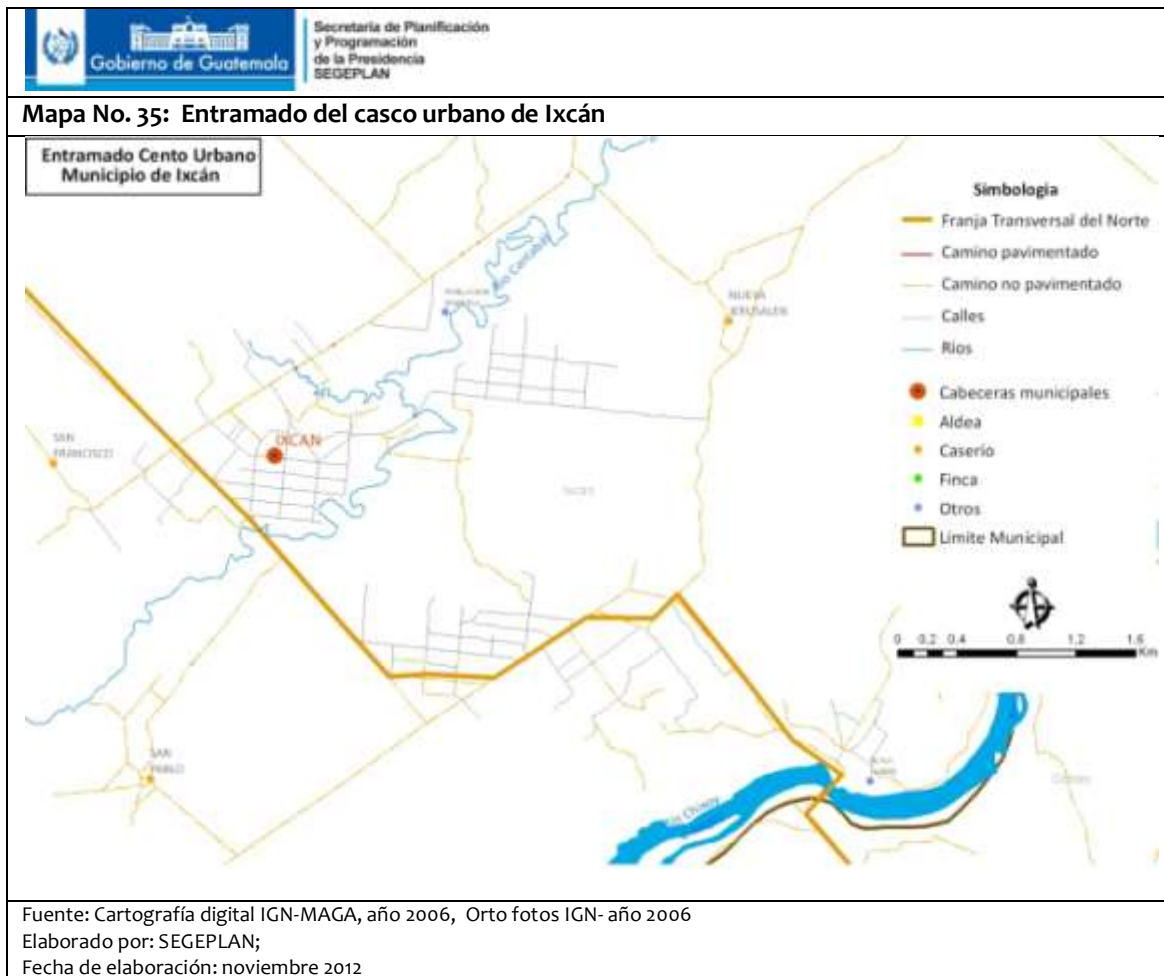 Gobierno de Guatemala
Secretaría de Planificación
y Programación
de la Presidencia
SEGEPLAN
Mapa No. 35: Entramado del casco urbano de Ixcán
Entramado Cento Urbano
Municipio de Ixcán
Simbologia
Franja Transversal del Norte
Camino pavimentado
Camino no pavimentado
Calles
Rios
Cabeceras municipales
Aldea
Caserío
Finca
Otros
Limite Municipal
0 0.2 0.4 0.8 1.2 1.6
Km
NUEVA
JERUSALEN
IXCAN
SAN
FRANCISCO
SAN
PABLO
Fuente: Cartografía digital IGN-MAGA, año 2006, Orto fotos IGN- año 2006
Elaborado por: SEGEPLAN;
Fecha de elaboración: noviembre 2012